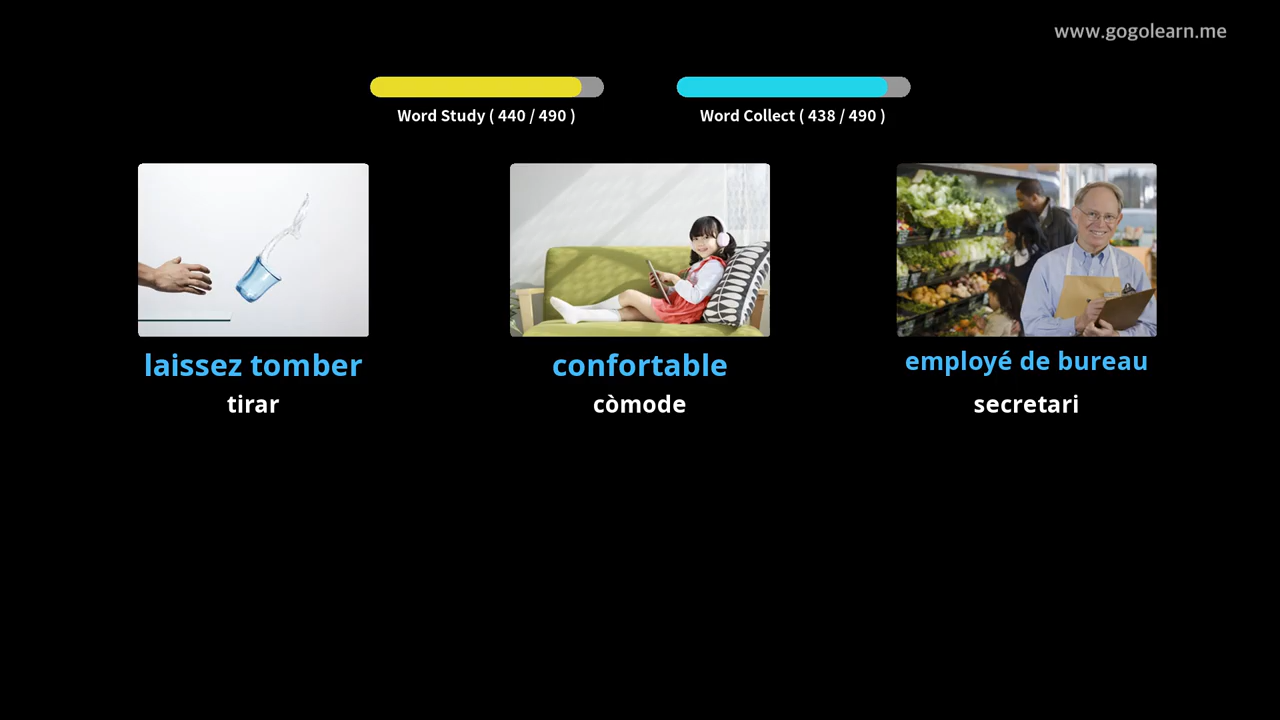 www.gogolearn.me
Word Study ( 440 / 490 )
Word Collect ( 438 / 490 )
laissez tomber
tirar
confortable
còmode
employé de bureau
secretari